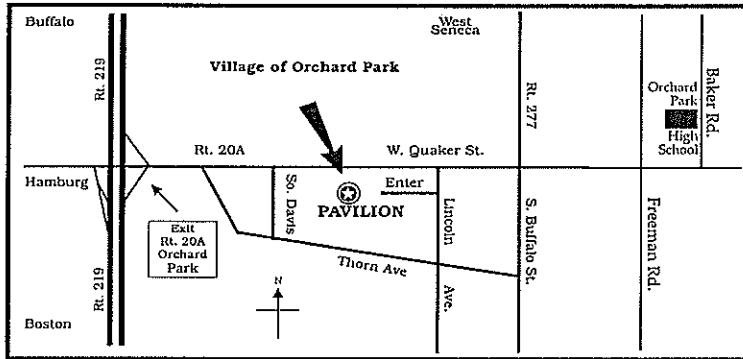 Buffalo
West
Seneca
Village of Orchard Park
Rt. 219
Rt. 277
Orchard
Park
High
School
Baker Rd.
Rt. 20A
W. Quaker St.
Hamburg
So. Davis
Enter
PAVILION
Lincoln
Ave.
S. Buffalo St.
Freeman Rd.
Exit
Rt. 20A
Orchard
Park
Thorn Ave
N
Rt. 219
Boston